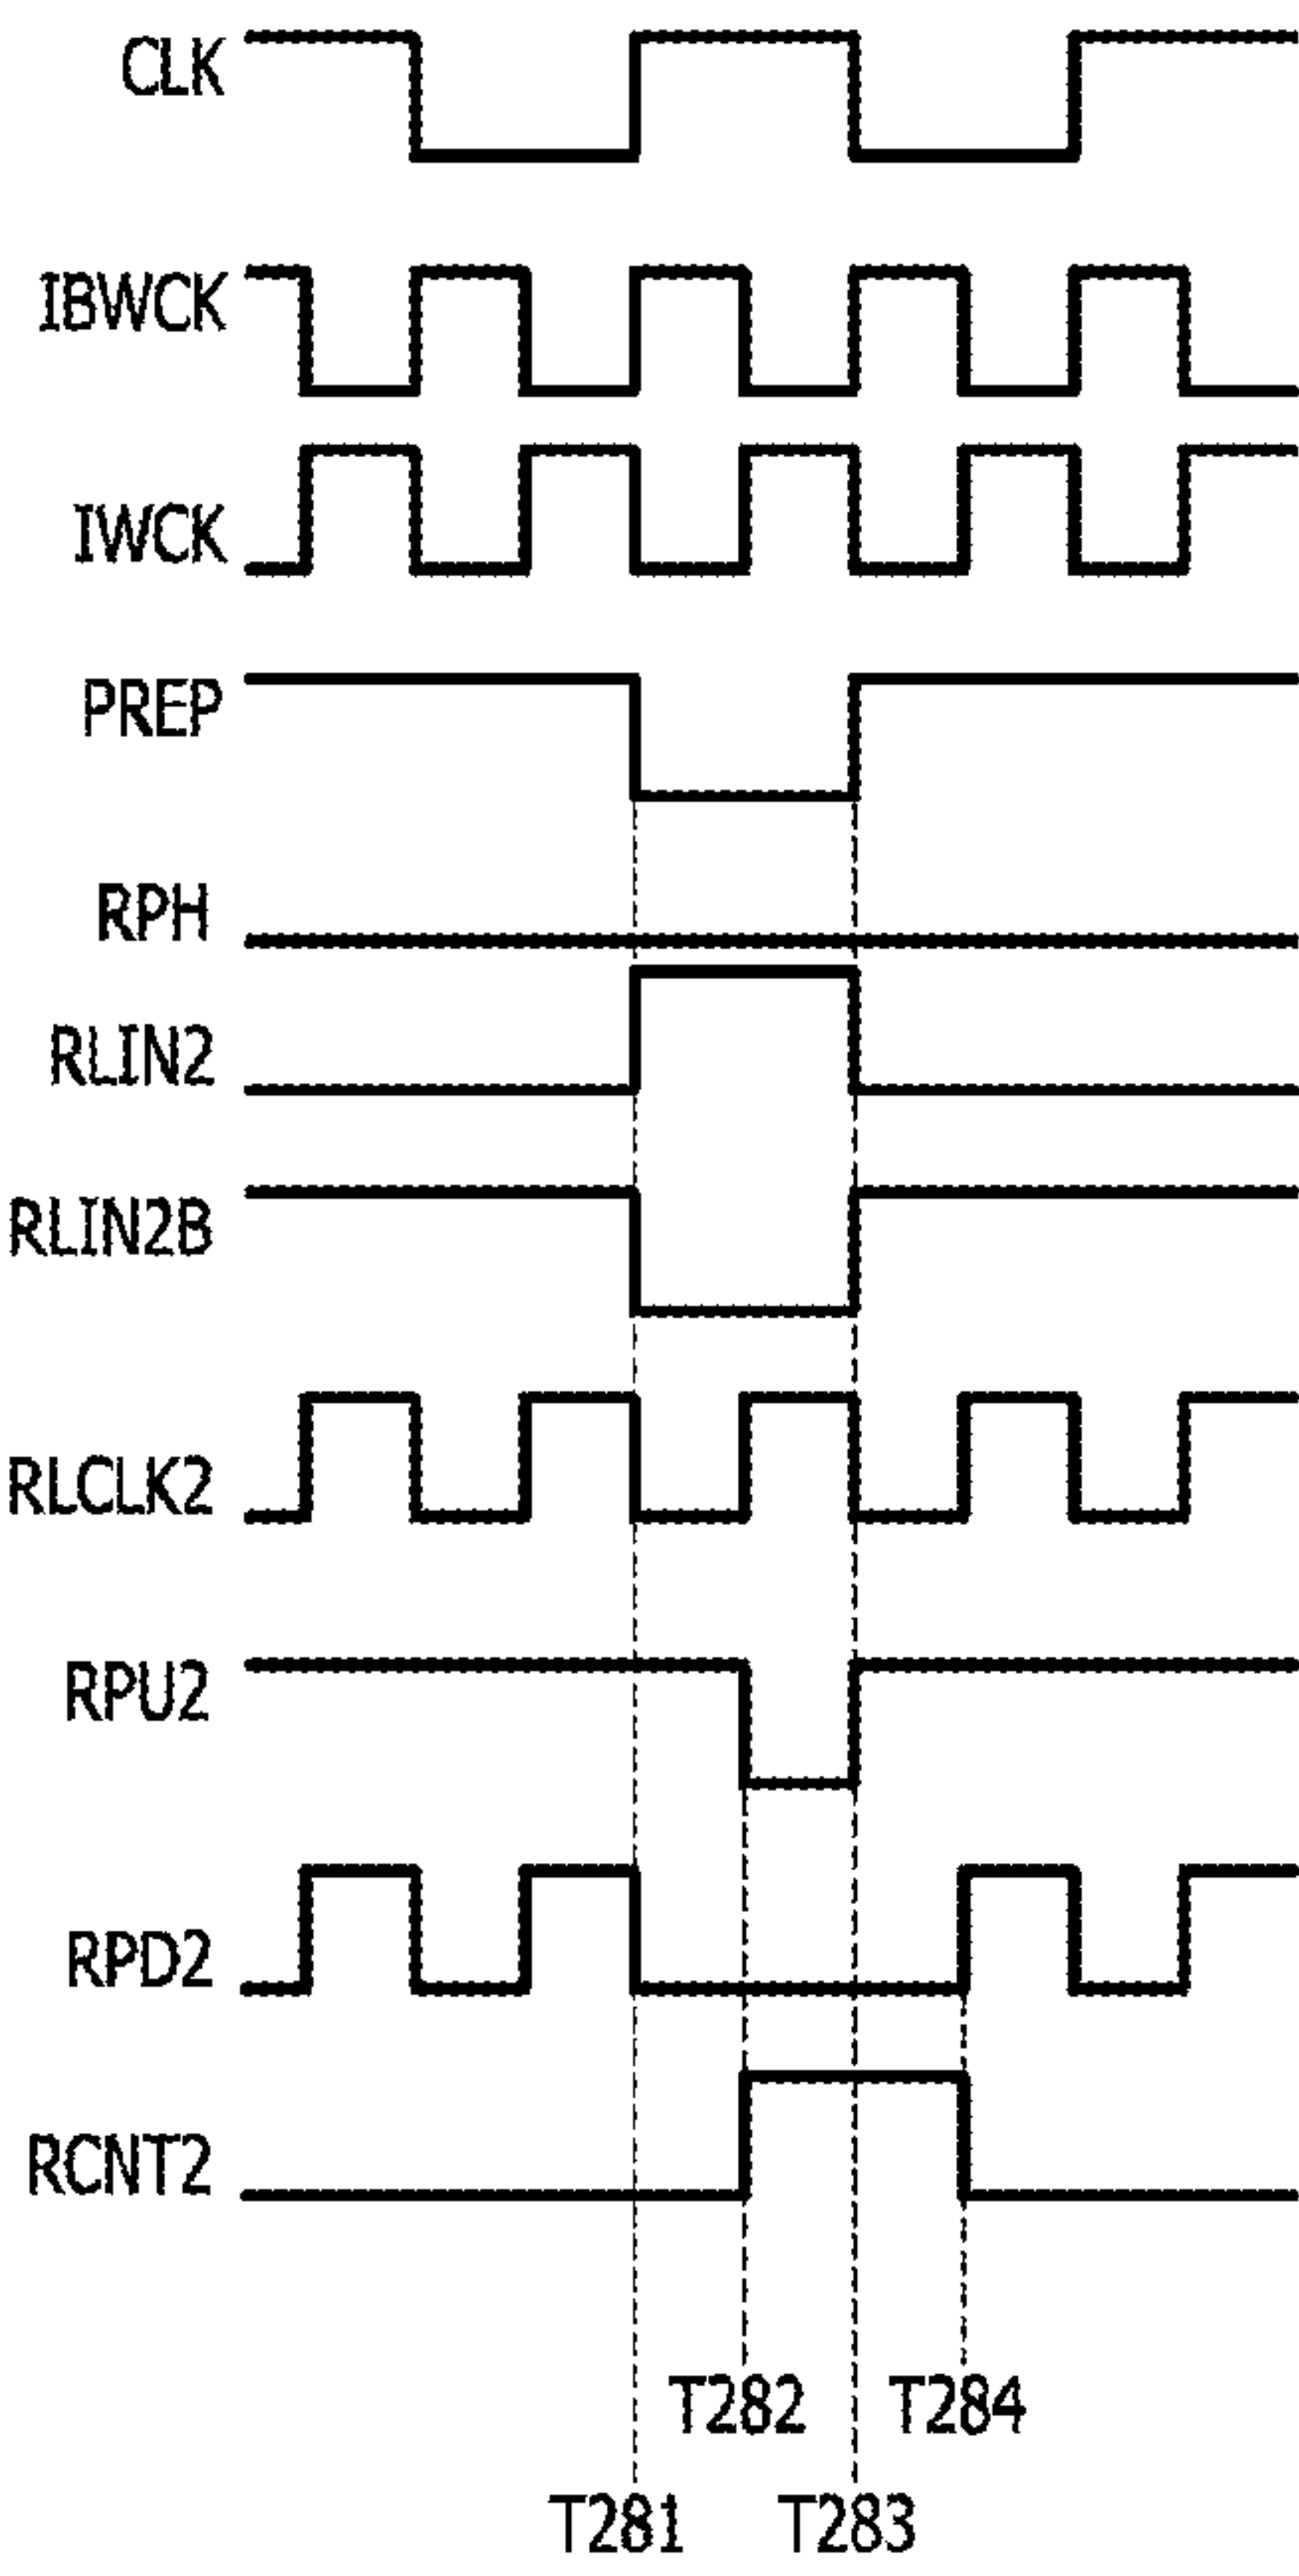 CLK
IBWCK
IWCK
PREP
RPH
RLIN2
RLIN2B
RLCLK2
RPU2
RPD2
RCNT2
T282 T284
T281 T283